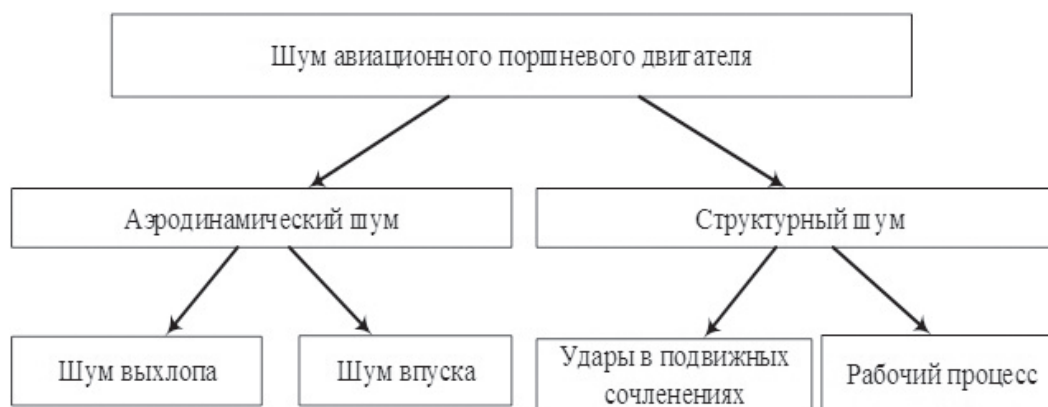 Шум авиационного поршневого двигателя
Аэродинамический шум
Структурный шум
Шум выхлопа
Шум впуска
Удары в подвижных
сочленениях
Рабочий процесс